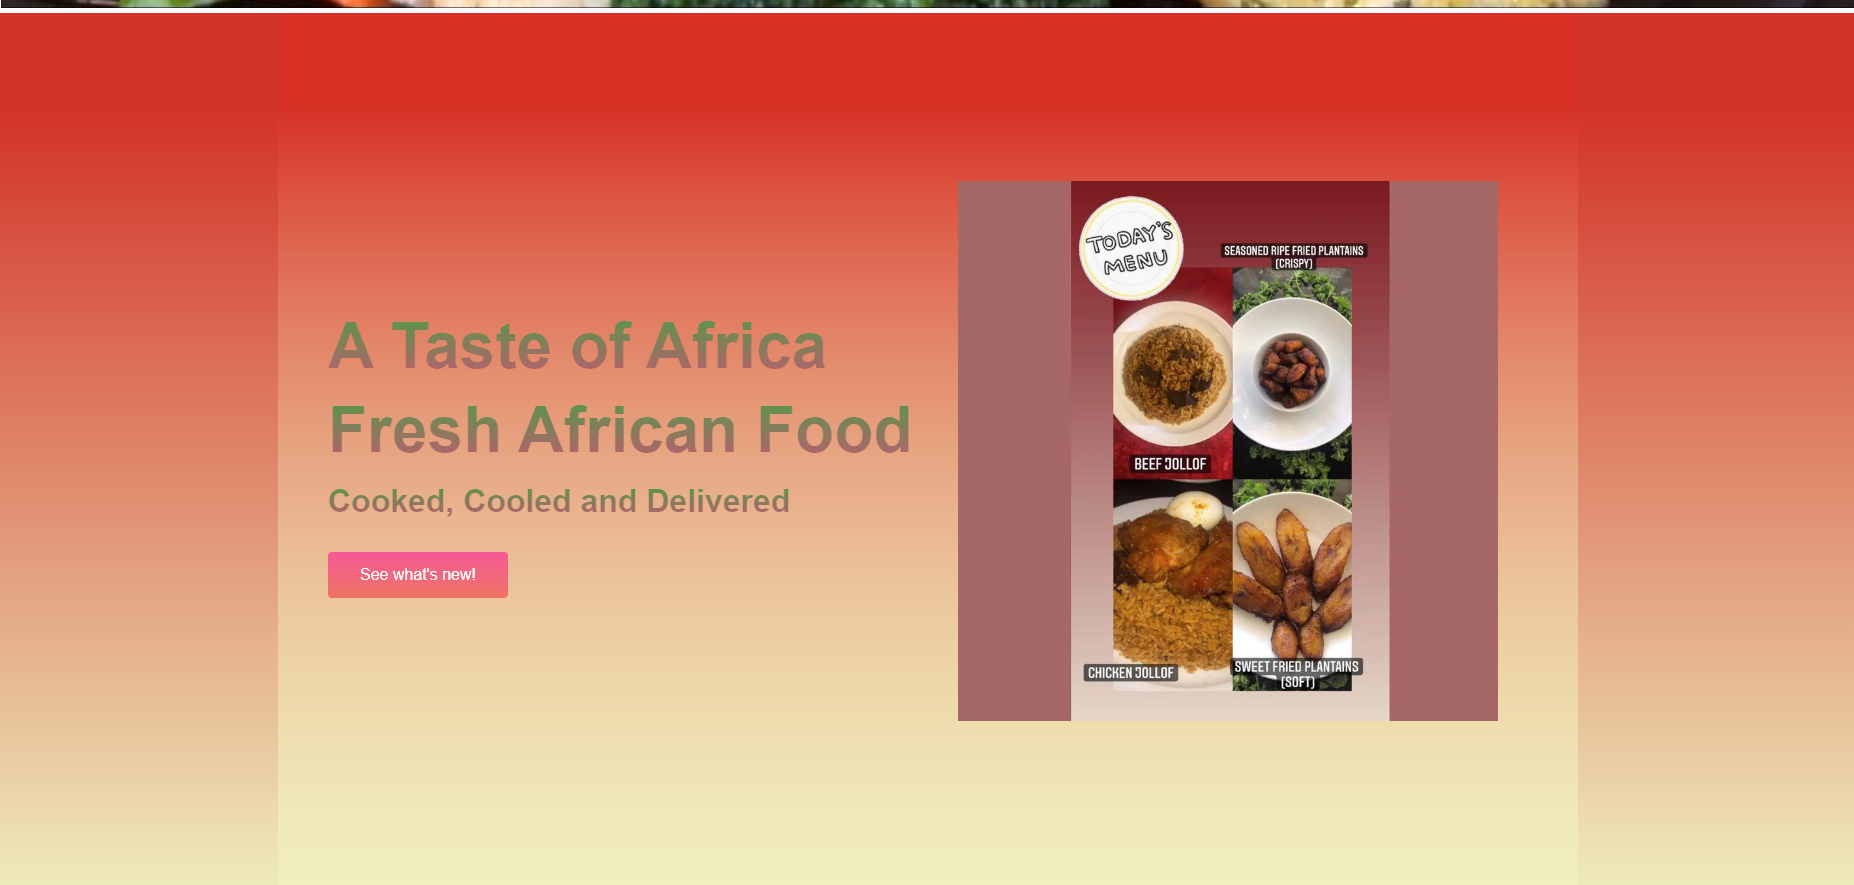 A Taste of Africa
Fresh African Food
Cooked, Cooled and Delivered
See what's new!
TODAY'S
MENU
SEASONED RIPE FRIED PLANTAINS
(CRISPY)
BEEF JOLLOF
CHICKEN JOLLOF
SWEET FRIED PLANTAINS
(SOFT)